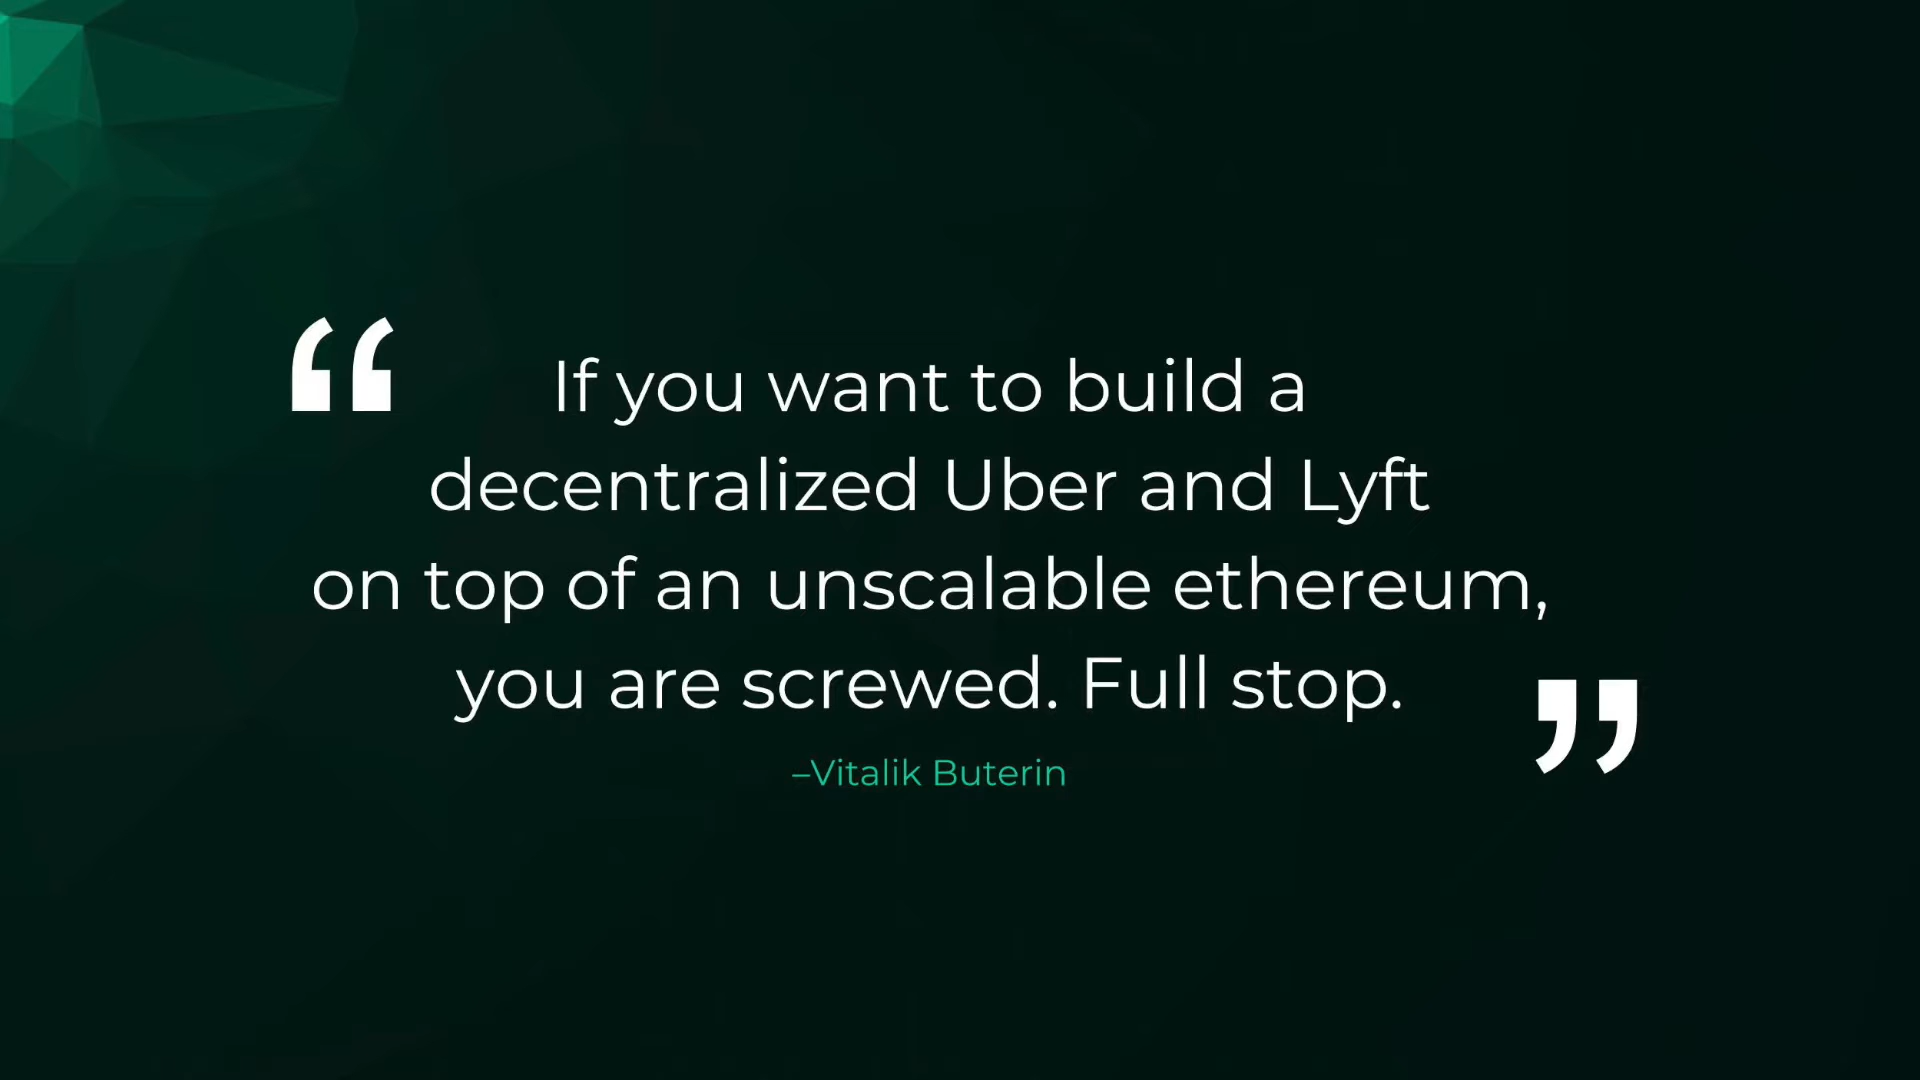 “ If you want to build a
decentralized Uber and Lyft
on top of an unscalable ethereum,
you are screwed. Full stop. ”
–Vitalik Buterin